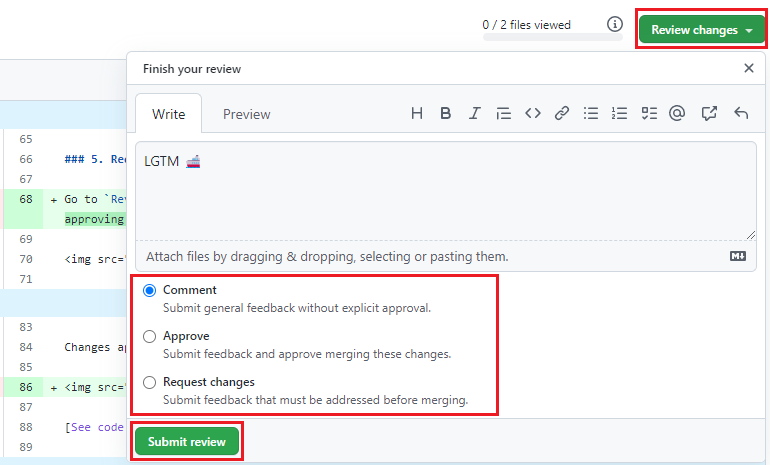 0 / 2 files viewed
Review changes
Finish your review
Write
Preview
LGTM 🚢
Attach files by dragging & dropping, selecting or pasting them.
Comment
Submit general feedback without explicit approval.
Approve
Submit feedback and approve merging these changes.
Request changes
Submit feedback that must be addressed before merging.
Submit review
65
66 ### 5. Rec
67
68 + Go to `Rev
approving
69
70 <img src="
71
83
84 Changes ap
85
86 + <img src="
87
88 [See code
89